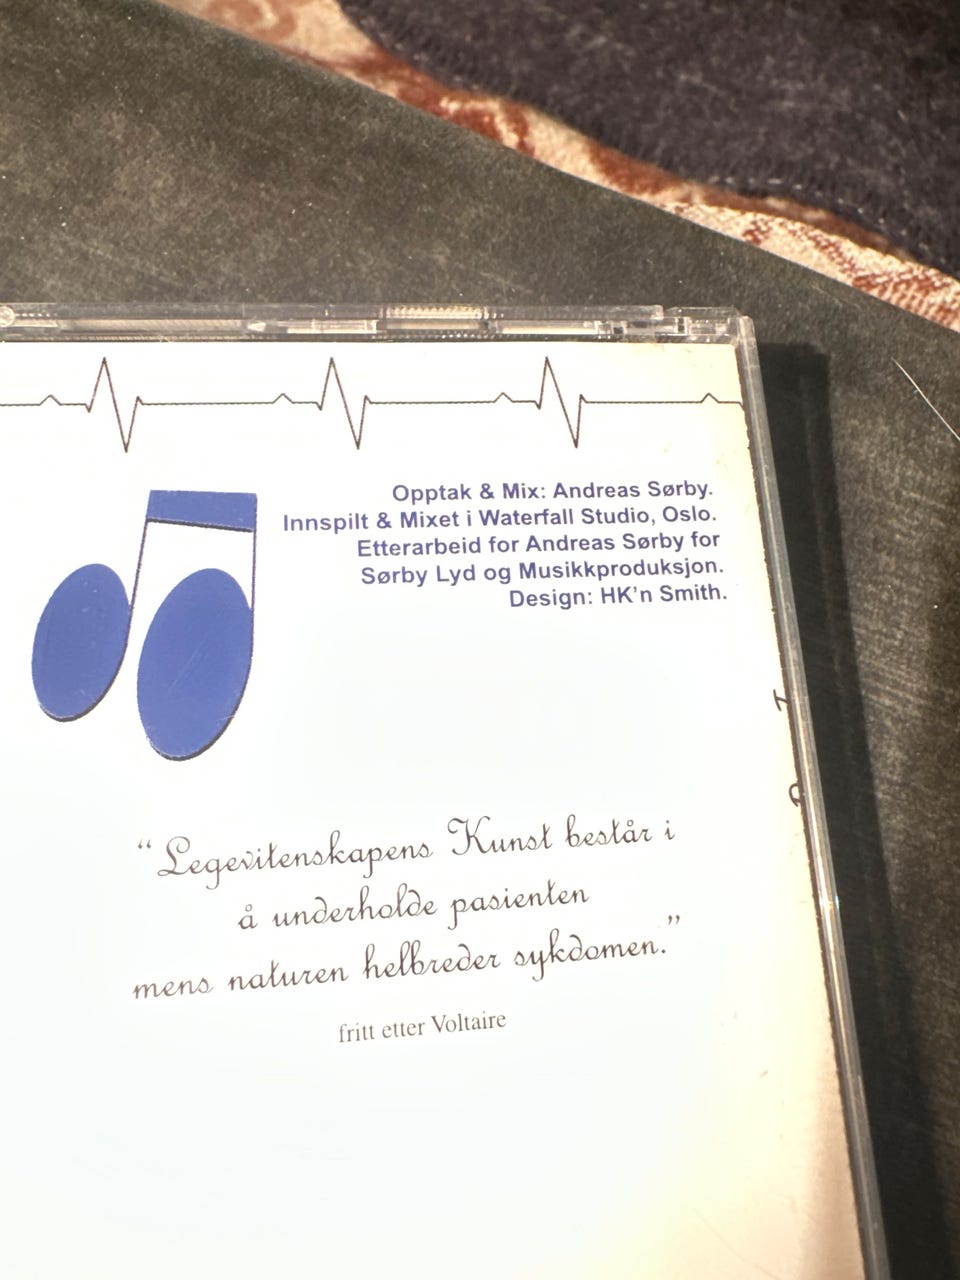 Opptak & Mix: Andreas Sørby.
Innspilt & Mixet i Waterfall Studio, Oslo.
Etterarbeid for Andreas Sørby for
Sørby Lyd og Musikkproduksjon.
Design: HK’n Smith.
“Legevitenskapens Kunst består i
å underholde pasienten
mens naturen helbreder sykdommen.”
fritt etter Voltaire